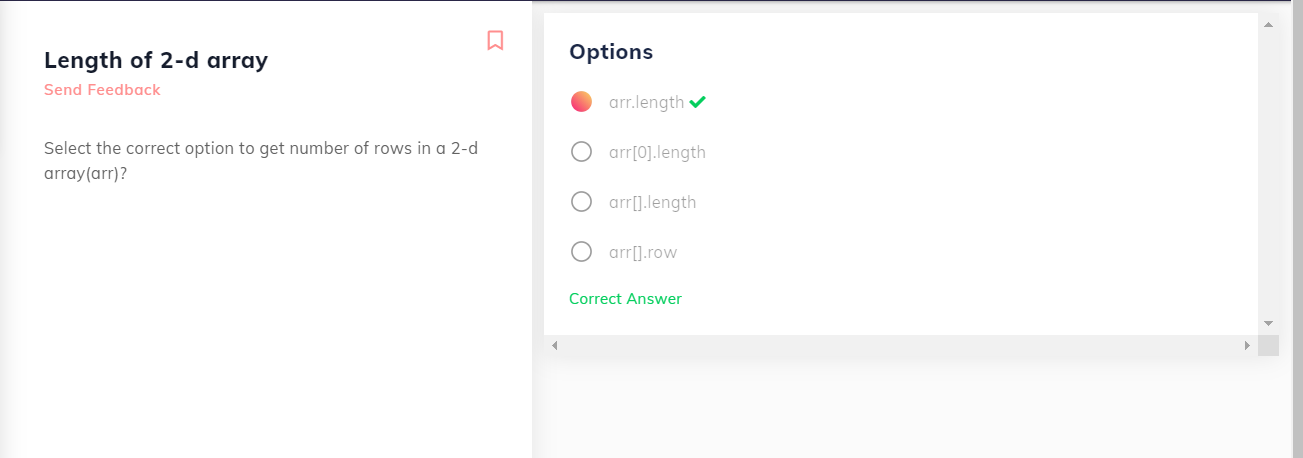 Length of 2-d array
Send Feedback
Select the correct option to get number of rows in a 2-d
array(arr)?
Options
arr.length
arr[0].length
arr[].length
arr[].row
Correct Answer